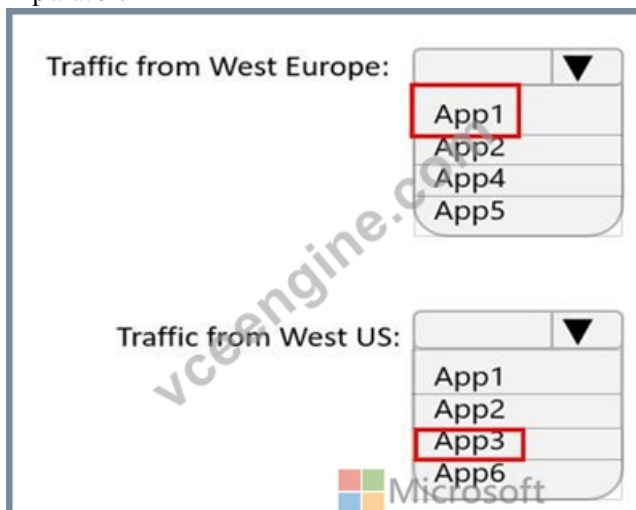 Traffic from West Europe:
App1
App2
App4
App5
vceengine.com
Traffic from West US:
App1
App2
App3
App6
Microsoft